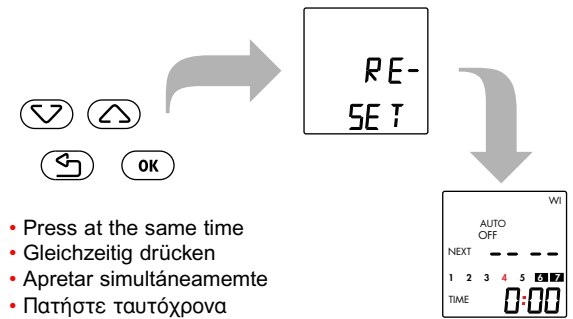 RE-
SET
OK
• Press at the same time
• Gleichzeitig drücken
• Apretar simultáneamemte
• Πατήστε ταυτόχρονα
WI
AUTO
OFF
NEXT -- --
1 2 3 4 5 6 7
TIME 0:00